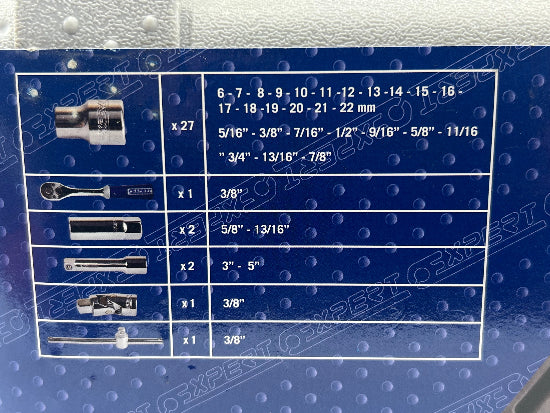 6 - 7 - 8 - 9 - 10 - 11 -12 - 13 -14 - 15 - 16 -
17 - 18 -19 - 20 - 21 - 22 mm
x 27
5/16” - 3/8” - 7/16” - 1/2” - 9/16” - 5/8” - 11/16
” 3/4” - 13/16” - 7/8”
x 1 3/8”
x 2 5/8” - 13/16”
x 2 3” - 5”
x 1 3/8”
x 1 3/8”
EXPERT